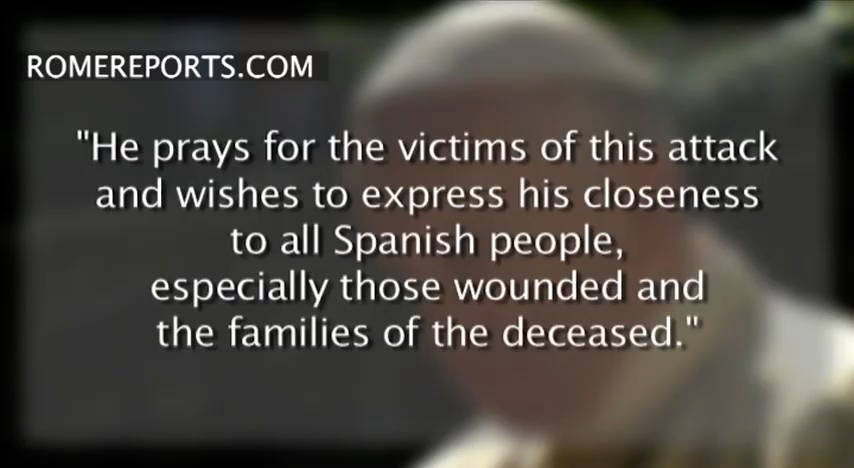 ROMEREPORTS.COM
"He prays for the victims of this attack
and wishes to express his closeness
to all Spanish people,
especially those wounded and
the families of the deceased."